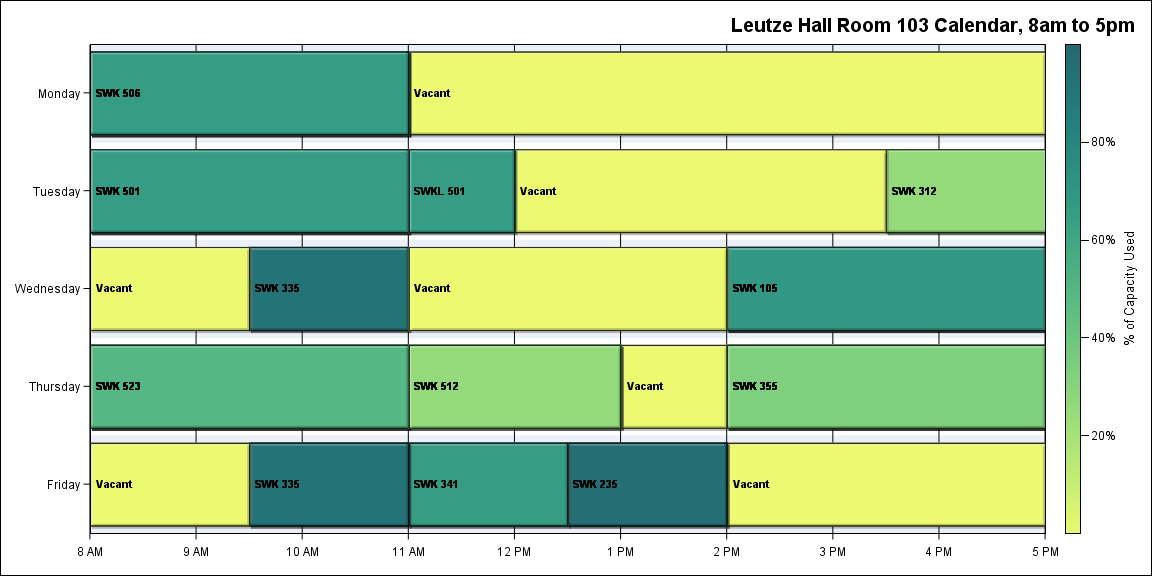 Leutze Hall Room 103 Calendar, 8am to 5pm
Monday
SWK 506
Vacant
Tuesday
SWK 501
SWKL 501
Vacant
SWK 312
Wednesday
Vacant
SWK 335
Vacant
SWK 105
Thursday
SWK 523
SWK 512
Vacant
SWK 355
Friday
Vacant
SWK 335
SWK 341
SWK 235
Vacant
8 AM
9 AM
10 AM
11 AM
12 PM
1 PM
2 PM
3 PM
4 PM
5 PM
80%
60%
40%
20%
% of Capacity Used